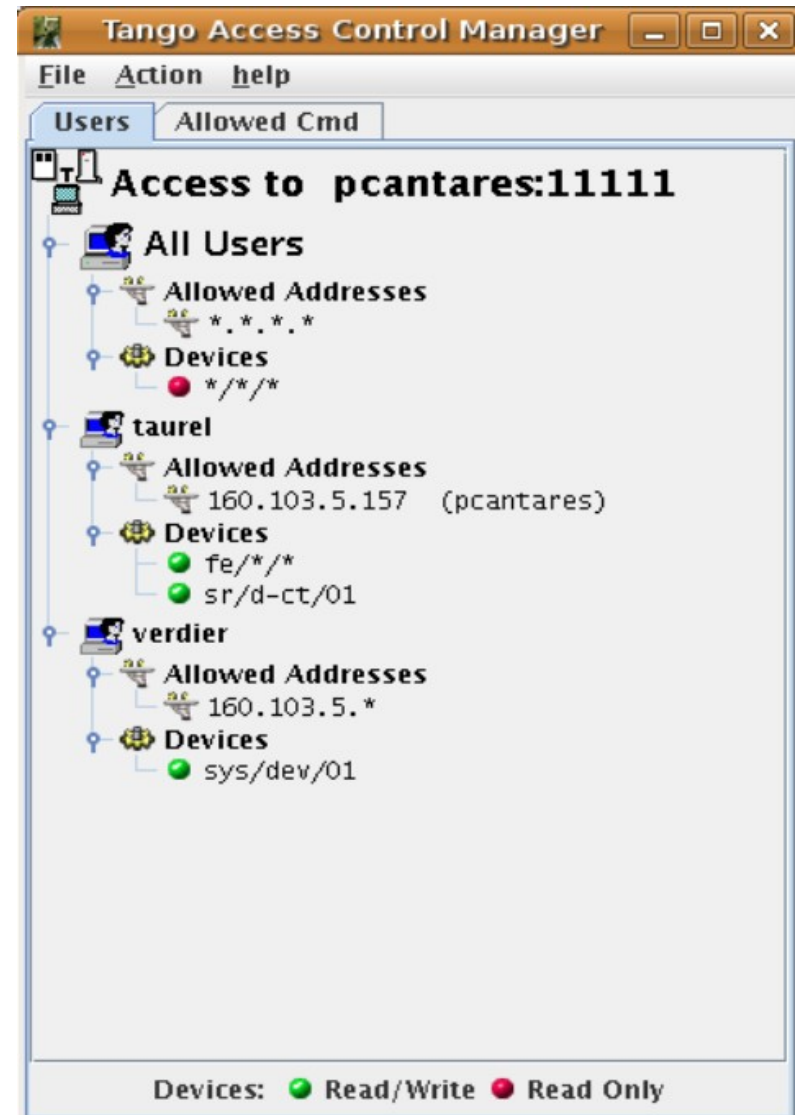 Tango Access Control Manager
File Action help
Users Allowed Cmd
T
Access to pcantares:11111
All Users
Allowed Addresses
*.*.*.*
Devices
*/*/*
taurel
Allowed Addresses
160.103.5.157 (pcantares)
Devices
fe/*/*
sr/d-ct/01
verdier
Allowed Addresses
160.103.5.*
Devices
sys/dev/01
Devices: Read/Write Read Only